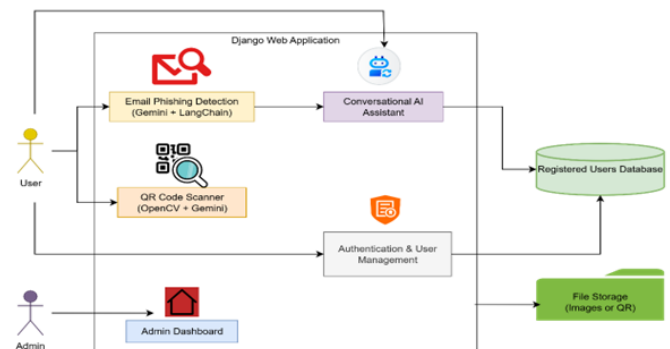 Django Web Application
Email Phishing Detection
(Gemini + LangChain)
Conversational AI
Assistant
User
QR Code Scanner
(OpenCV + Gemini)
Registered Users Database
Authentication & User
Management
Admin
Admin Dashboard
File Storage
(Images or QR)